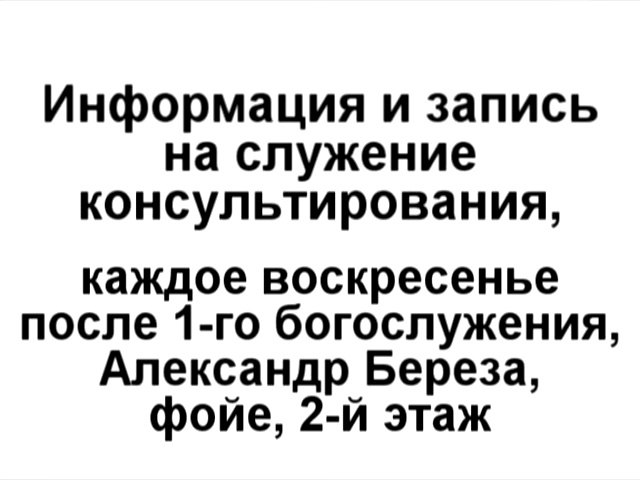 Информация и запись
на служение
консультирования,
каждое воскресенье
после 1-го богослужения,
Александр Береза,
фойе, 2-й этаж